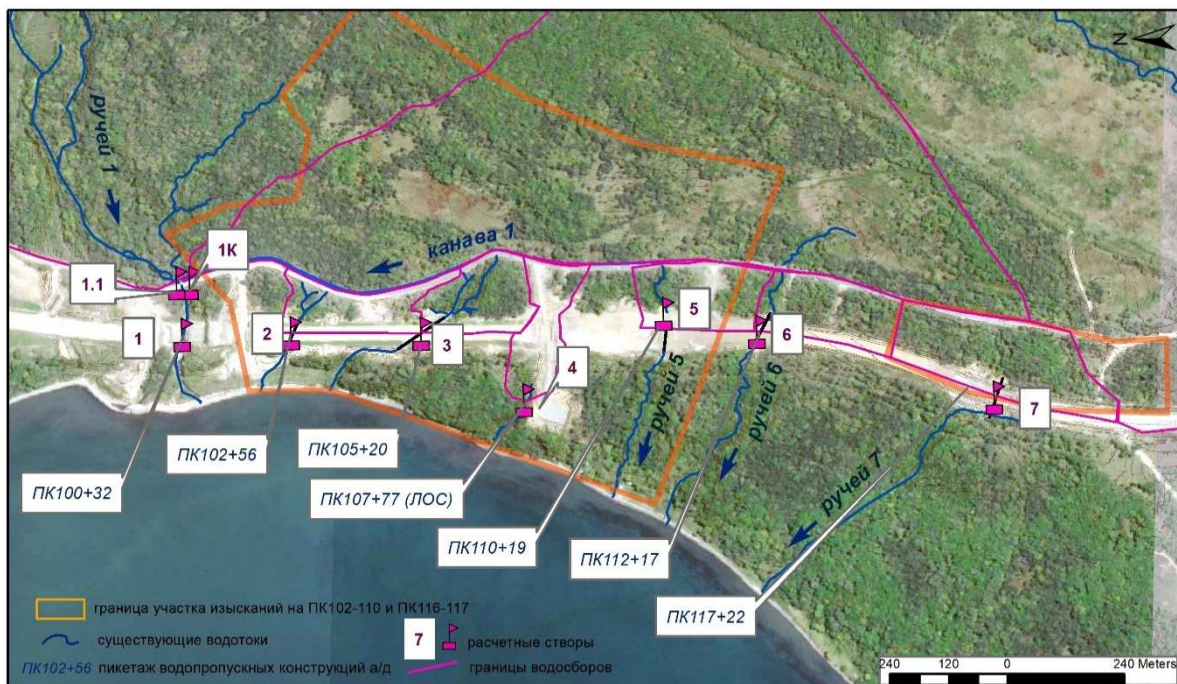 N
ручей 1
1К
канава 1
1.1
1
2
3
4
5
6
7
ручей 5
ручей 6
ручей 7
ПК100+32
ПК102+56
ПК105+20
ПК107+77 (ЛОС)
ПК110+19
ПК112+17
ПК117+22
граница участка изысканий на ПК102-110 и ПК116-117
существующие водотоки
7 расчетные створы
ПК102+56 пикетаж водопропускных конструкций а/д
границы водосборов
240 120 0 240 Meters